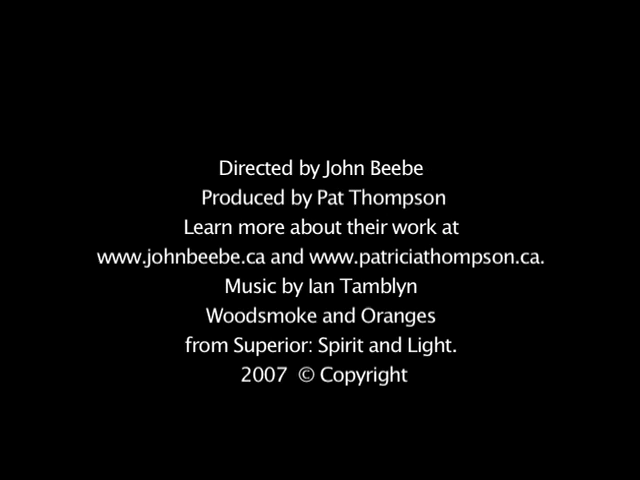 Directed by John Beebe
Produced by Pat Thompson
Learn more about their work at
www.johnbeebe.ca and www.patriciathompson.ca.
Music by Ian Tamblyn
Woodsmoke and Oranges
from Superior: Spirit and Light.
2007 © Copyright